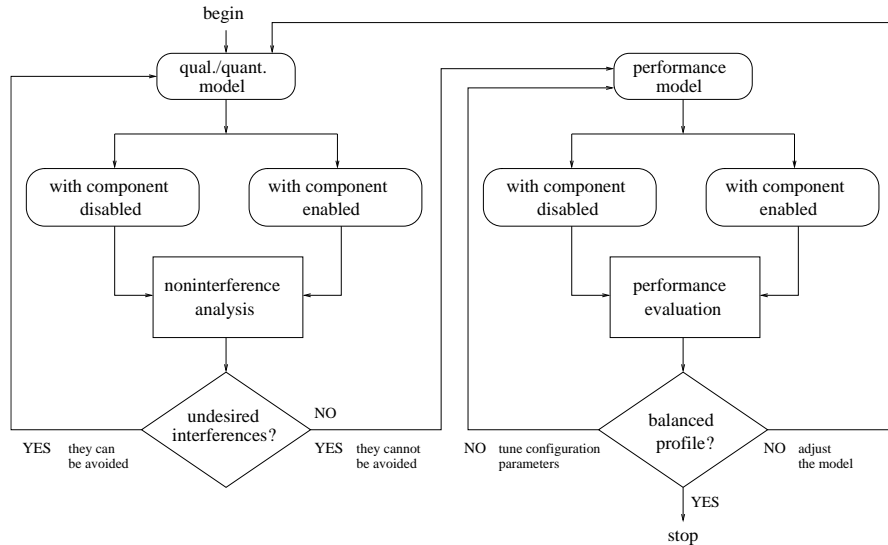 begin
qual./quant.
model
with component
disabled
with component
enabled
noninterference
analysis
undesired
interferences?
YES they can
be avoided
NO
YES they cannot
be avoided
performance
model
with component
disabled
with component
enabled
performance
evaluation
balanced
profile?
NO tune configuration
parameters
NO adjust
the model
YES
stop